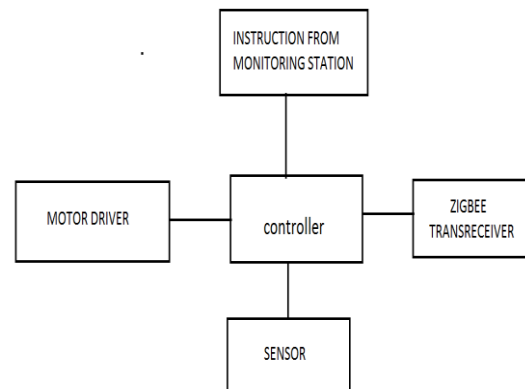 INSTRUCTION FROM
MONITORING STATION
MOTOR DRIVER
controller
ZIGBEE
TRANSRECEIVER
SENSOR